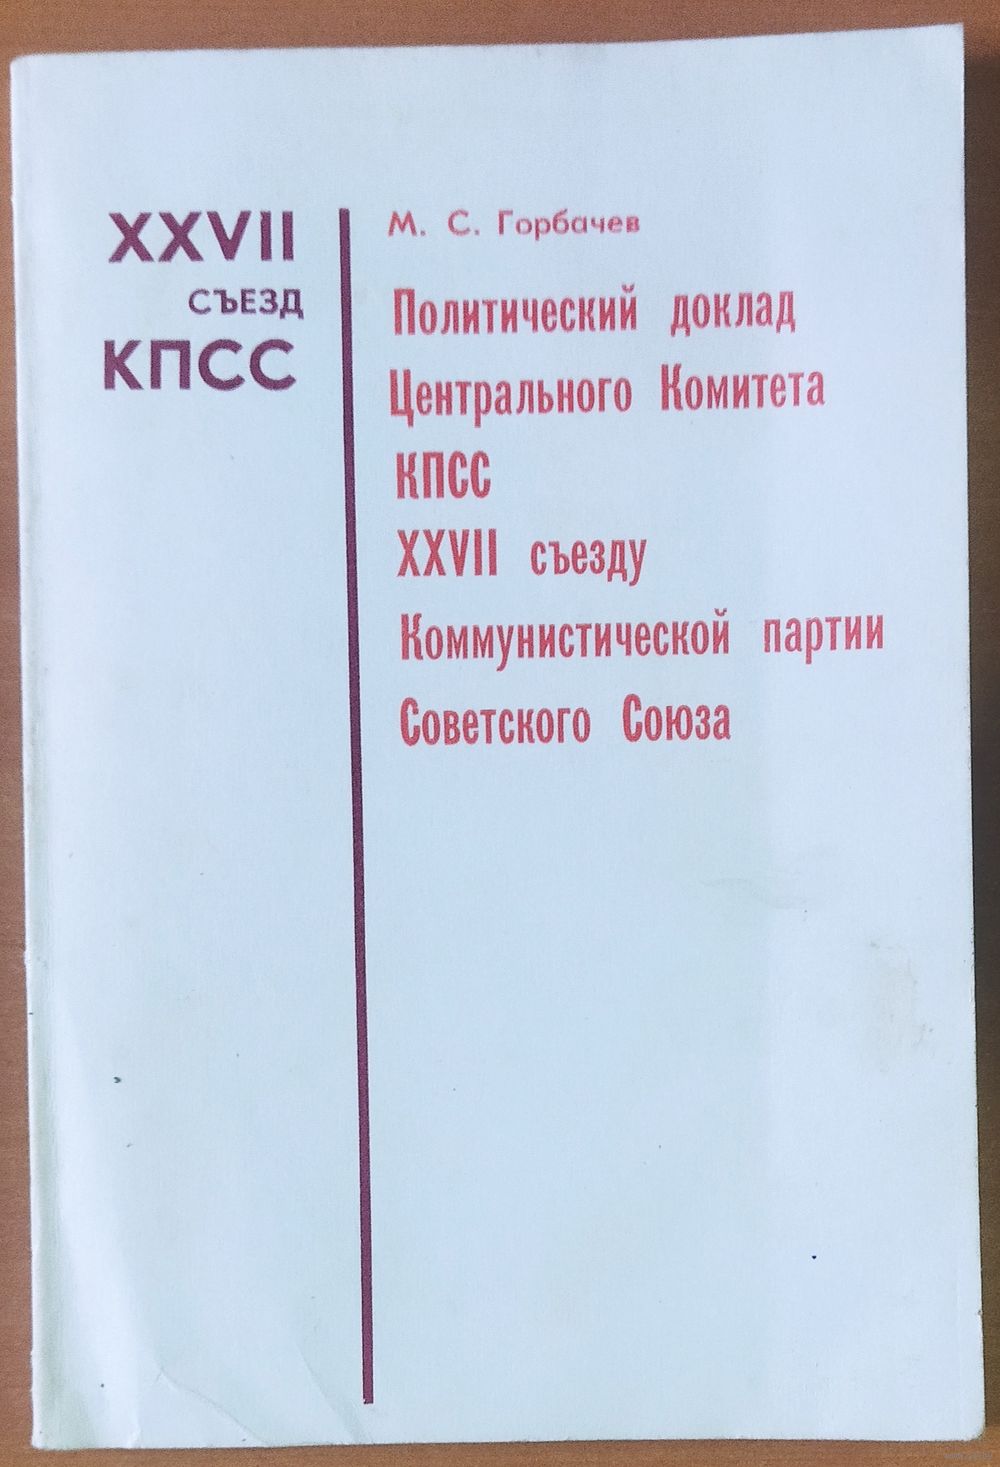 XXVII
СЪЕЗД
КПСС
М. С. Горбачев
Политический доклад
Центрального Комитета
КПСС
XXVII съезду
Коммунистической партии
Советского Союза